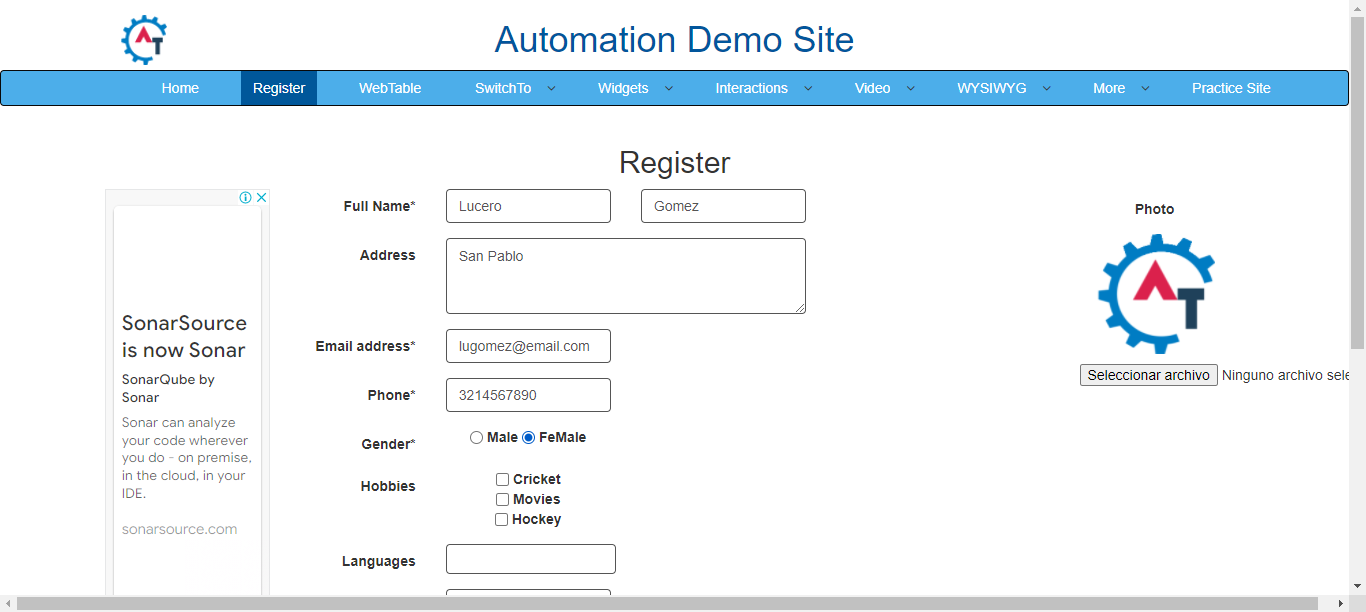 AT
Automation Demo Site
Home Register WebTable SwitchTo Widgets Interactions Video WYSIWYG More Practice Site
Register
SonarSource
is now Sonar
SonarQube by
Sonar
Sonar can analyze
your code wherever
you do - on premise,
in the cloud, in your
IDE.
sonarsource.com
Full Name* Lucero Gomez
Address San Pablo
Email address* lugomez@email.com
Phone* 3214567890
Gender* Male FeMale
Hobbies Cricket
Movies
Hockey
Languages
Photo
AT
Seleccionar archivo Ninguno archivo sele